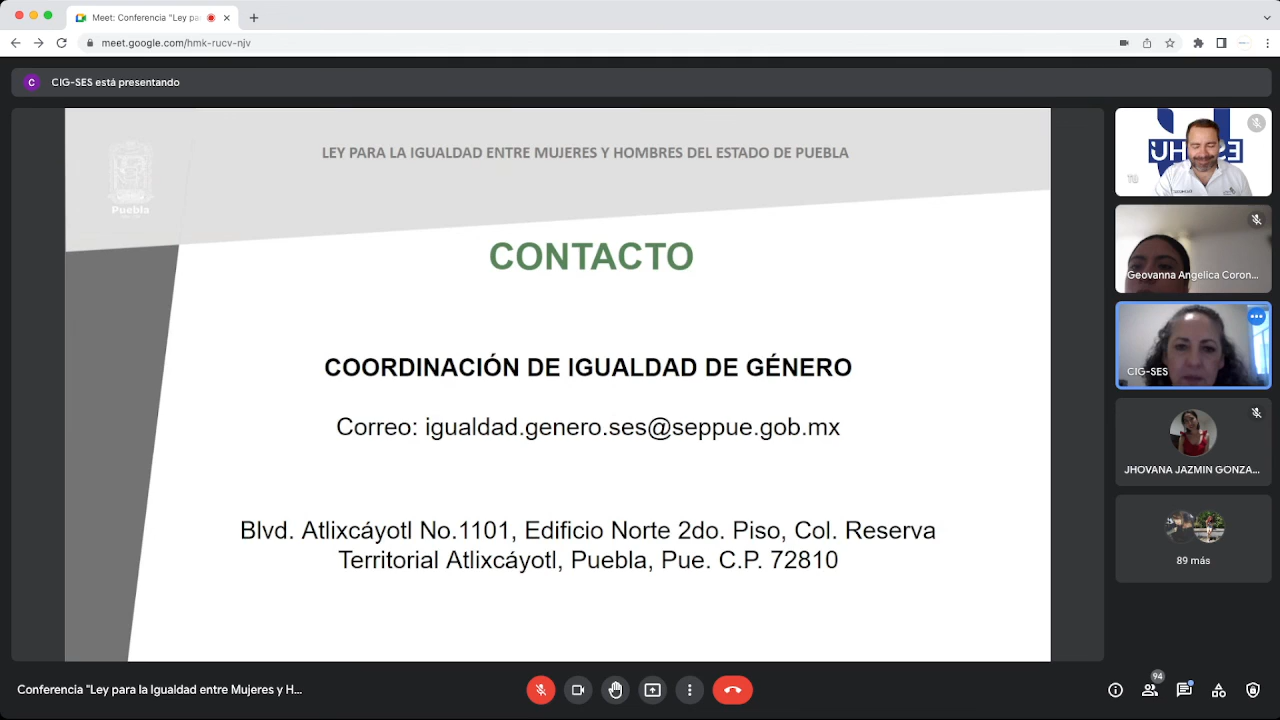 Meet: Conferencia "Ley pa
meet.google.com/hmk-rucv-njv
C
CIG-SES está presentando
LEY PARA LA IGUALDAD ENTRE MUJERES Y HOMBRES DEL ESTADO DE PUEBLA
Puebla
CONTACTO
COORDINACIÓN DE IGUALDAD DE GÉNERO
Correo: igualdad.genero.ses@seppue.gob.mx
Blvd. Atlixcáyotl No.1101, Edificio Norte 2do. Piso, Col. Reserva
Territorial Atlixcáyotl, Puebla, Pue. C.P. 72810
Geovanna Angelica Coron...
CIG-SES
JHOVANA JAZMIN GONZA...
89 más
Conferencia "Ley para la Igualdad entre Mujeres y H...
94